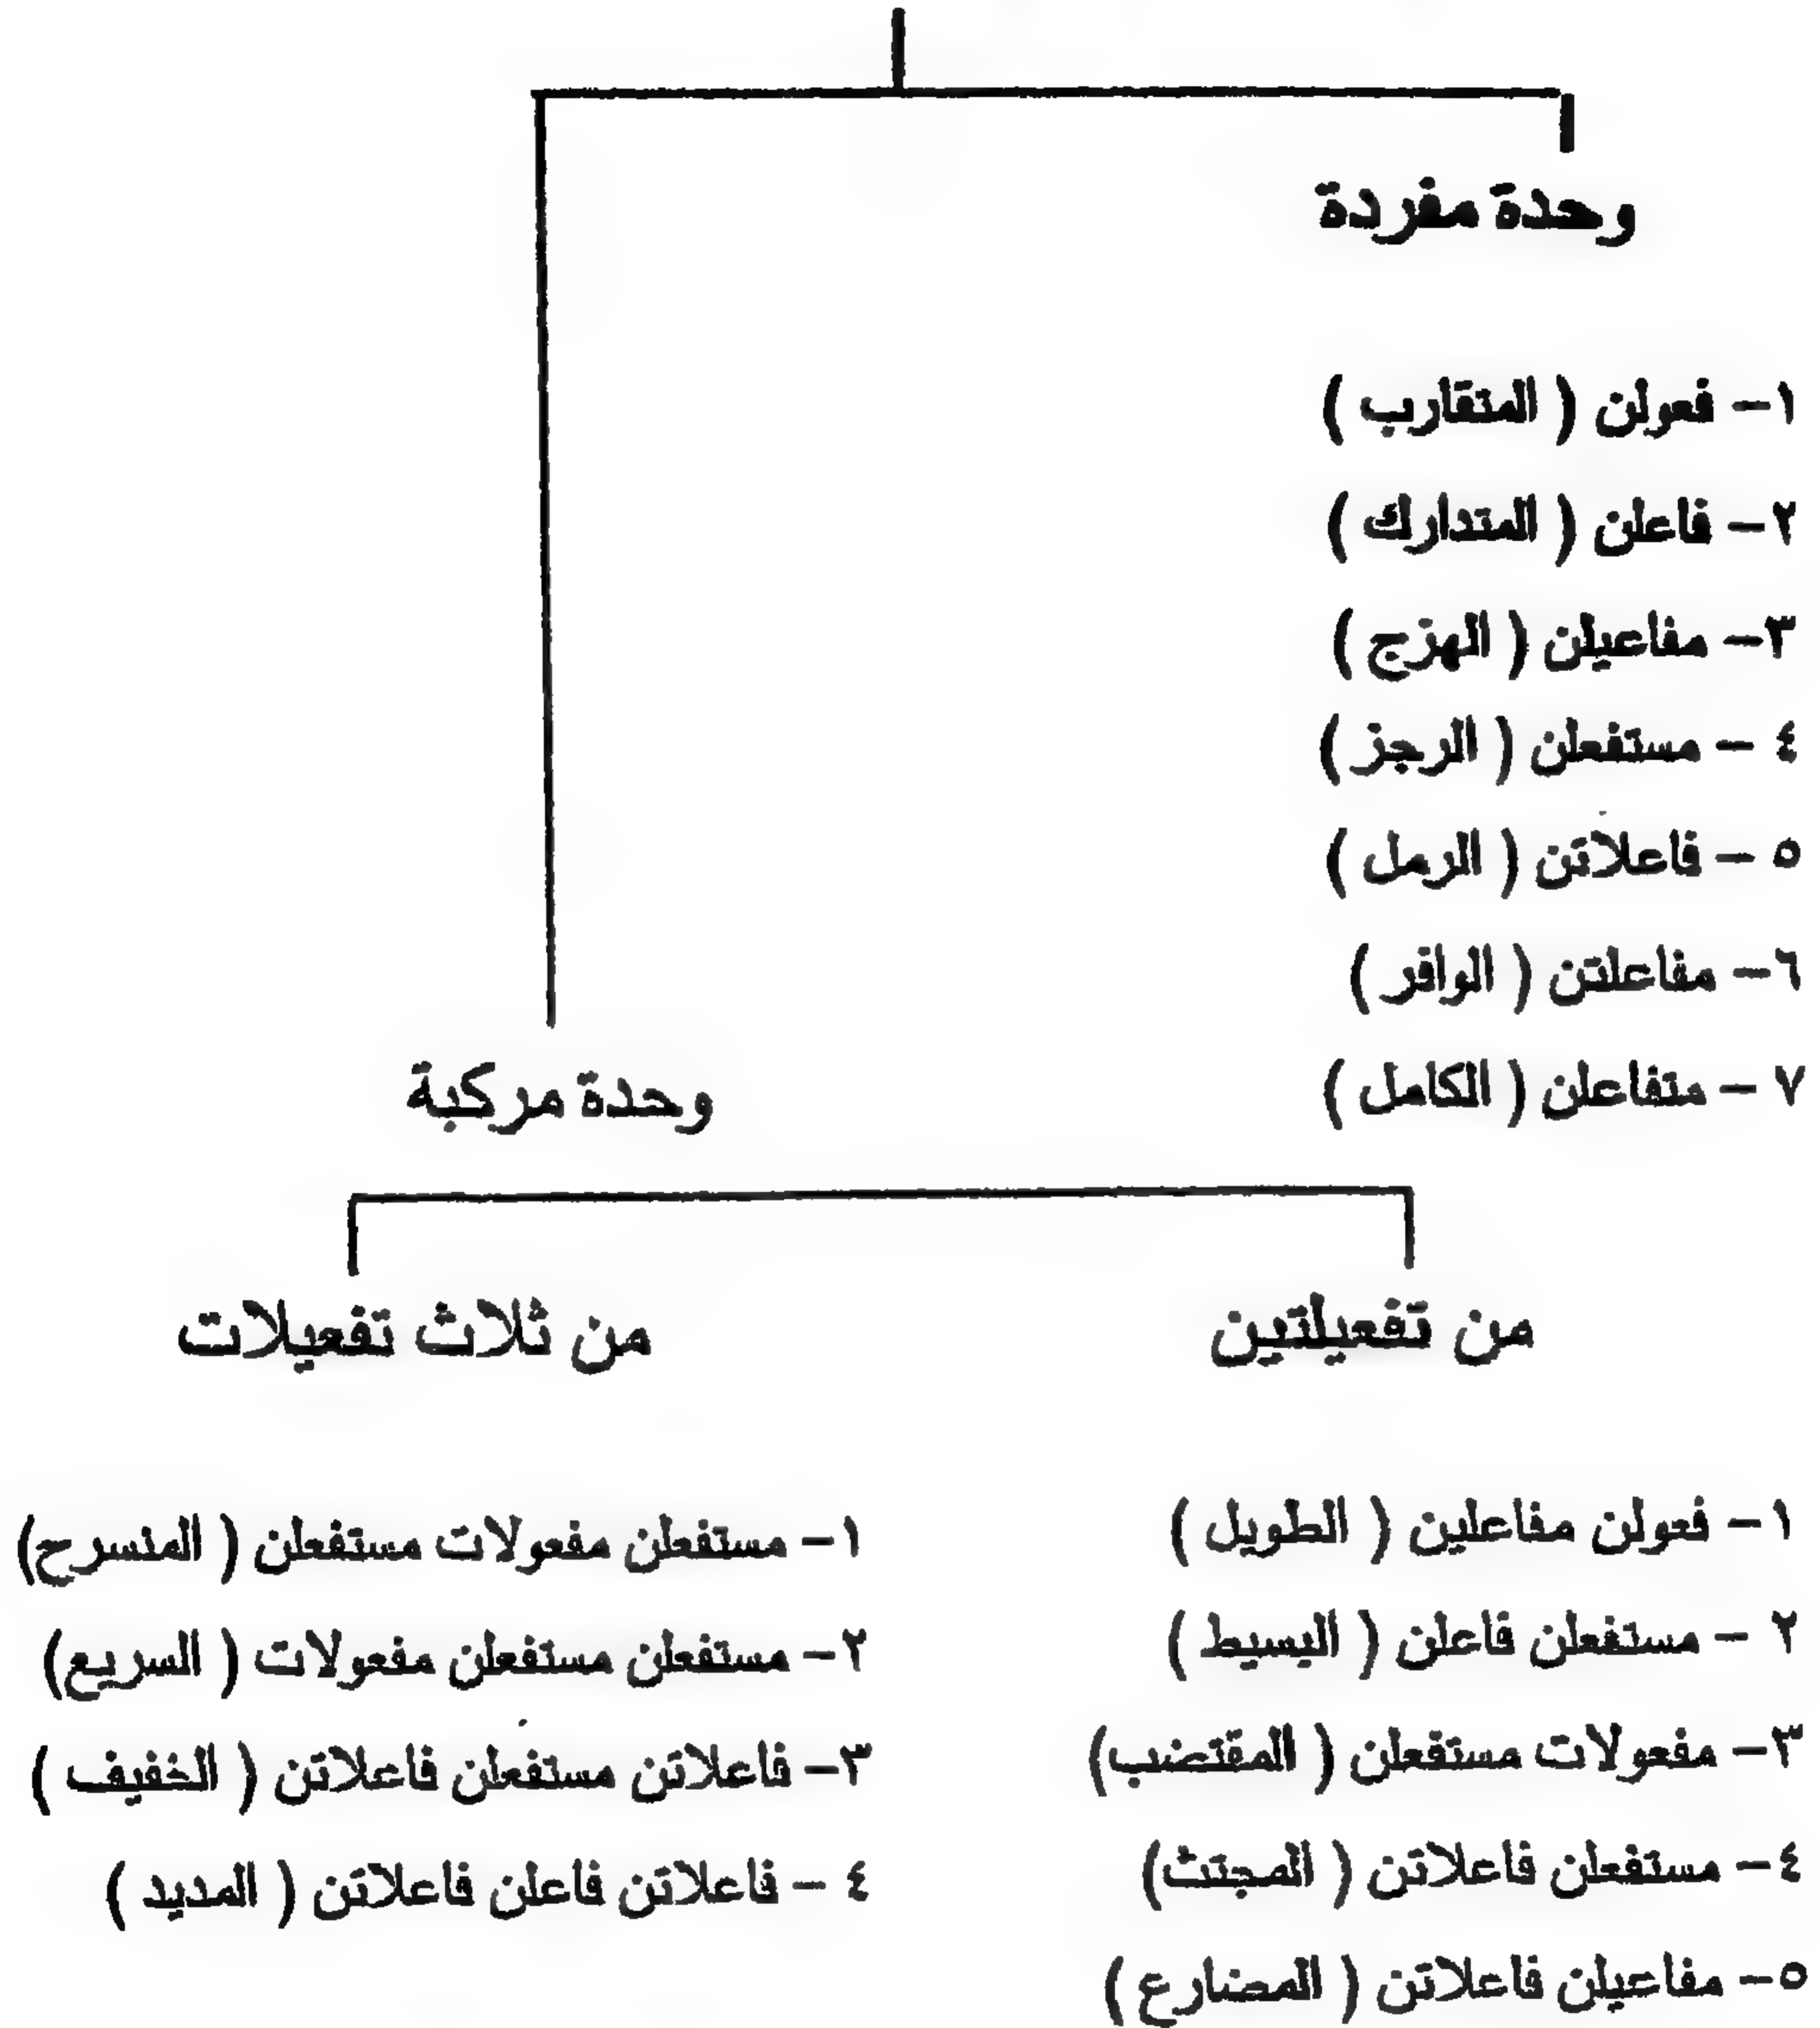 وحدة مفردة
١– فعولن ( المتقارب )
٢– فاعلن ( المتدارك )
٣– مفاعيلن ( الهزج )
٤ – مستفعلن ( الرجز )
٥ – فاعلاتن ( الرمل )
٦– مفاعلتن ( الوافر )
٧ – متفاعلن ( الكامل )
وحدة مركبة
من تفعيلتين
١ – فعولن مفاعلين ( الطويل )
٢ – مستفعلن فاعلن ( البسيط )
٣– مفعولات مستفعلن ( المقتضب)
٤– مستفعلن فاعلاتن ( المجتث)
٥– مفاعيلن فاعلاتن ( المضارع )
من ثلاث تفعيلات
١– مستفعلن مفعولات مستفعلن ( المنسرح)
٢– مستفعلن مستفعلن مفعولات ( السريع)
٣– فاعلاتن مستفعلن فاعلاتن ( الخفيف )
٤ – فاعلاتن فاعلن فاعلاتن ( المديد )